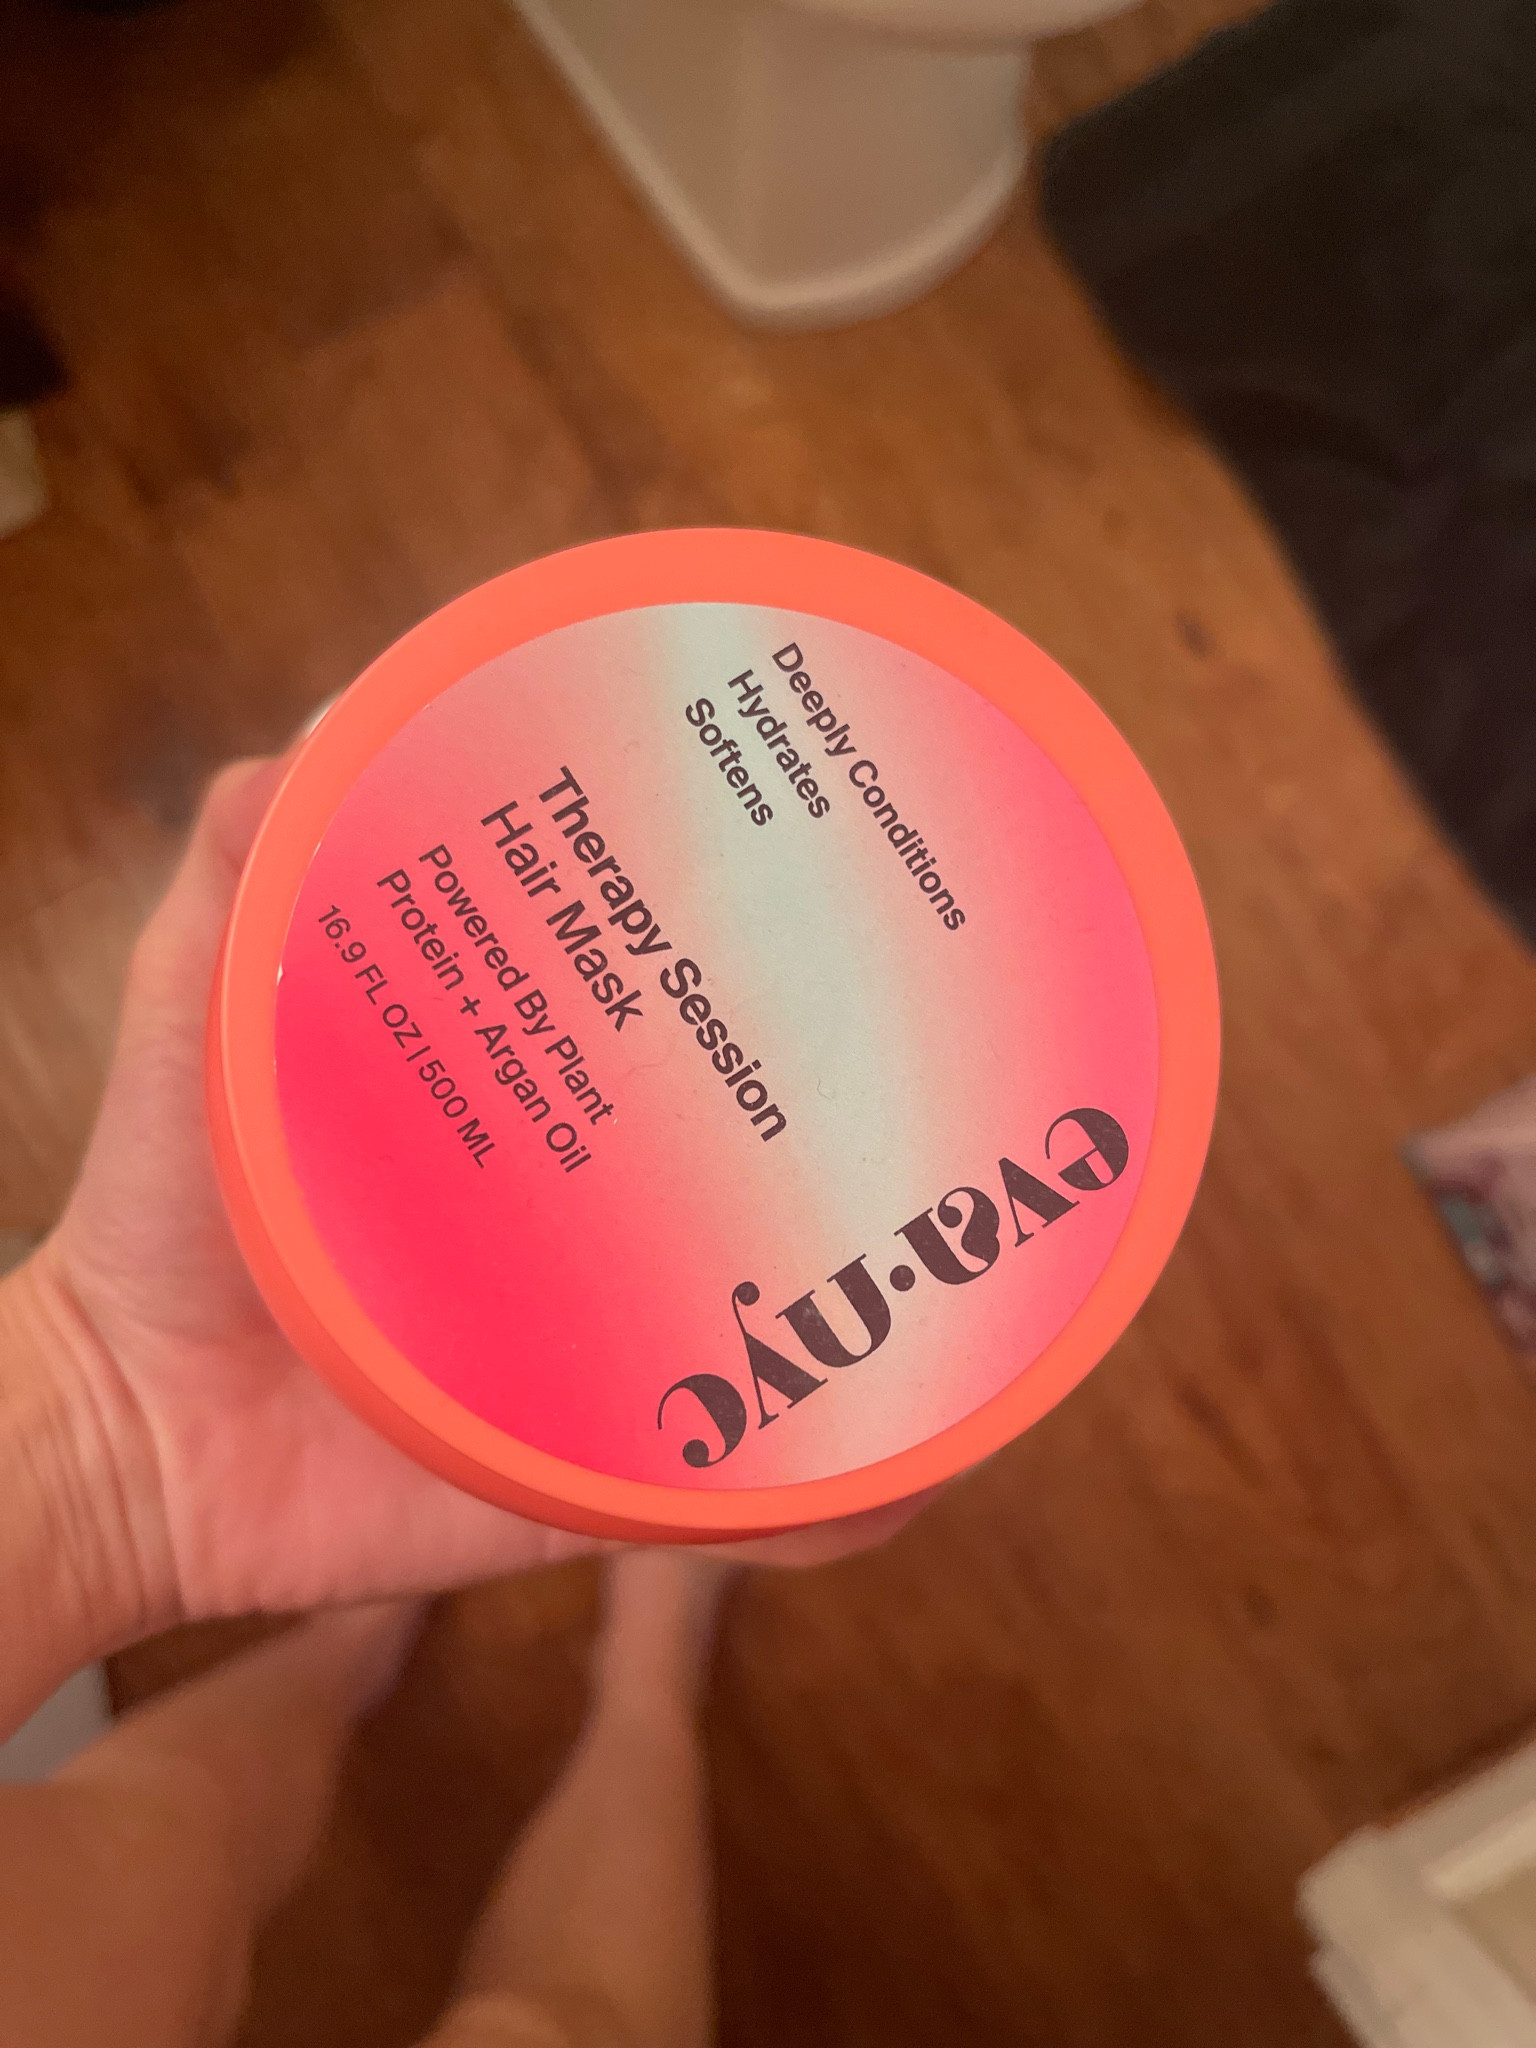 Deeply Conditions
Hydrates
Softens
Therapy Session
Hair Mask
Powered By Plant
Protein + Argan Oil
16.9 FL OZ | 500 ML
eva·nyc